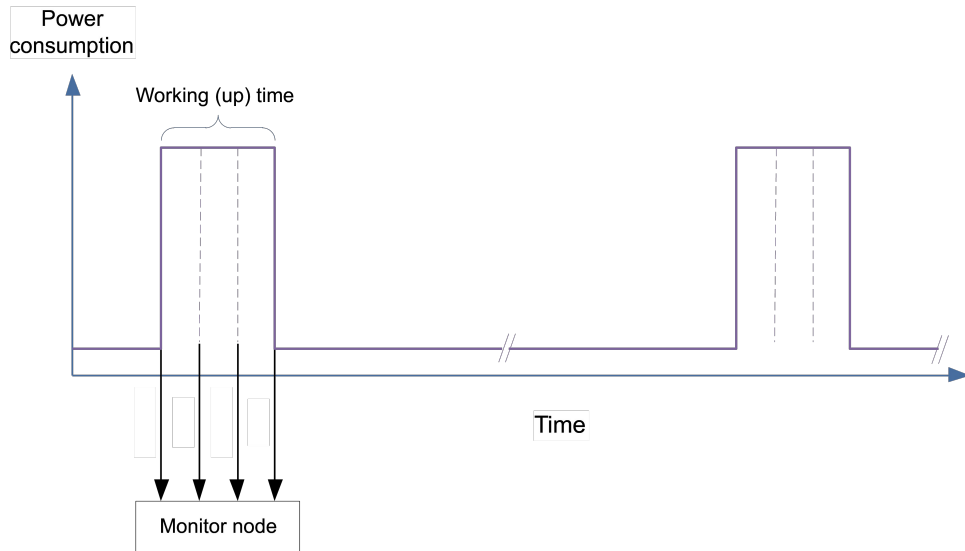 Power
consumption
Working (up) time
Time
Monitor node